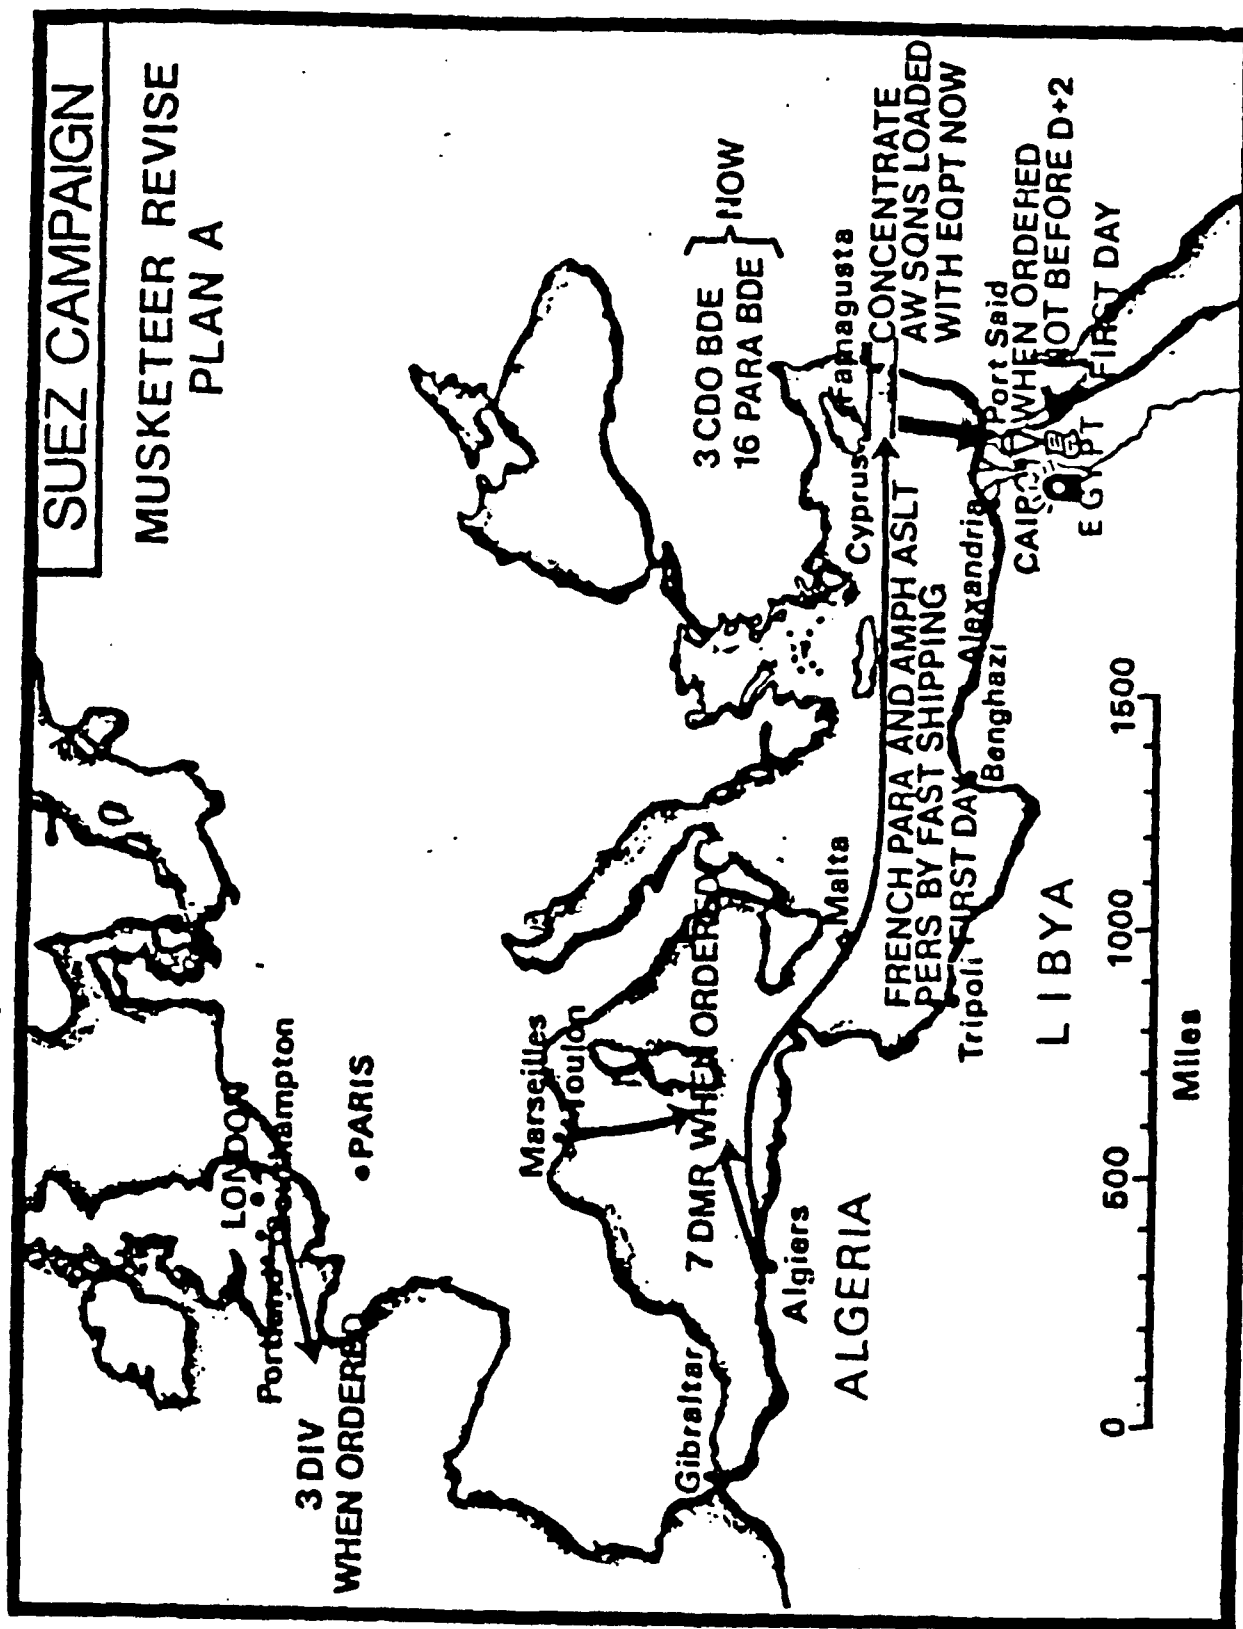 SUEZ CAMPAIGN
MUSKETEER REVISE
PLAN A
LONDON
Portland
Southampton
PARIS
3 DIV
WHEN ORDERED
Marseilles
Toulon
7 DMR WHEN ORDERED
Gibraltar
Algiers
ALGERIA
Malta
3 CDO BDE
16 PARA BDE
NOW
Cyprus
Famagusta
CONCENTRATE
AW SQNS LOADED
WITH EQPT NOW
FRENCH PARA AND AMPH ASLT
PERS BY FAST SHIPPING
FIRST DAY
Tripoli
Benghazi
Alexandria
Port Said
CAIRO
WHEN ORDERED
NOT BEFORE D+2
EGYPT
FIRST DAY
LIBYA
0
500
1000
1500
Miles